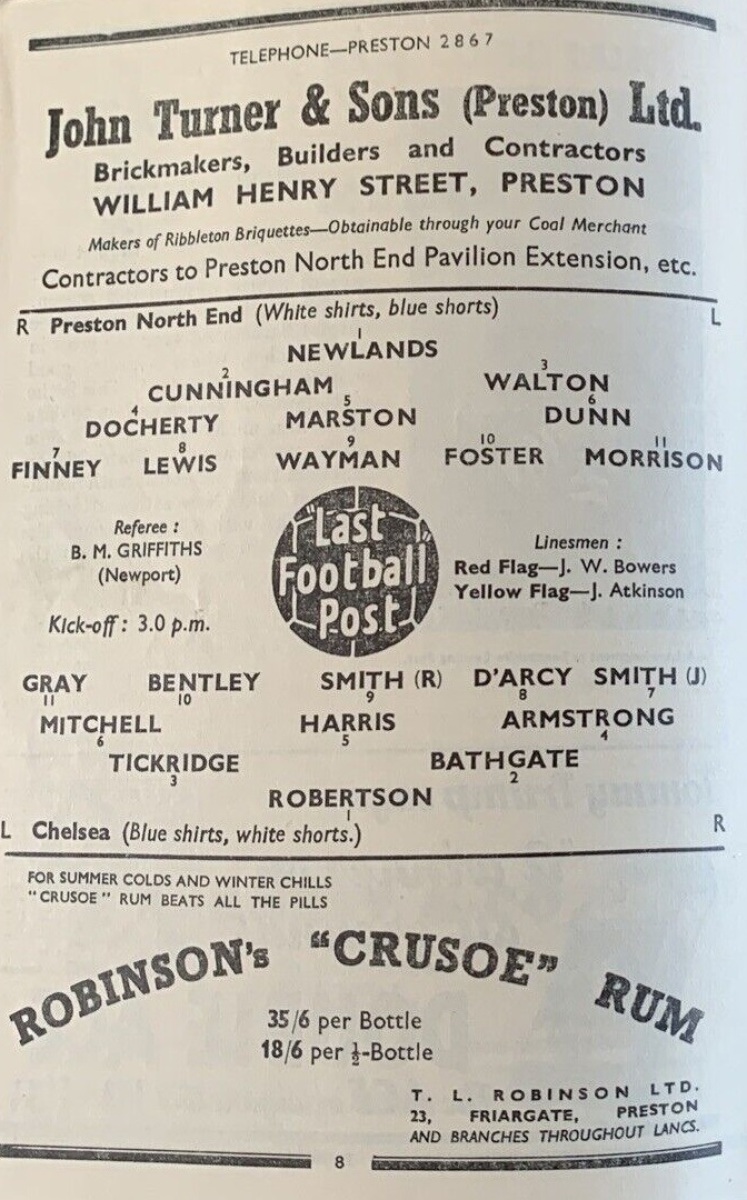 TELEPHONE—PRESTON 2867
John Turner & Sons (Preston) Ltd.
Brickmakers, Builders and Contractors
WILLIAM HENRY STREET, PRESTON
Makers of Ribbleton Briquettes—Obtainable through your Coal Merchant
Contractors to Preston North End Pavilion Extension, etc.
R Preston North End (White shirts, blue shorts) L
1
NEWLANDS
2 3
CUNNINGHAM WALTON
4 5 6
DOCHERTY MARSTON DUNN
7 8 9 10 11
FINNEY LEWIS WAYMAN FOSTER MORRISON
Referee :
B. M. GRIFFITHS
(Newport)
Kick-off : 3.0 p.m.
"Last
Football
Post"
Linesmen :
Red Flag—J. W. Bowers
Yellow Flag—J. Atkinson
GRAY BENTLEY SMITH (R) D'ARCY SMITH (J)
11 10 9 8 7
MITCHELL HARRIS ARMSTRONG
6 5 4
TICKRIDGE BATHGATE
3 2
ROBERTSON
1
L Chelsea (Blue shirts, white shorts.) R
FOR SUMMER COLDS AND WINTER CHILLS
"CRUSOE" RUM BEATS ALL THE PILLS
ROBINSON's "CRUSOE" RUM
35/6 per Bottle
18/6 per ½-Bottle
T. L. ROBINSON LTD.
23, FRIARGATE, PRESTON
AND BRANCHES THROUGHOUT LANCS.
8